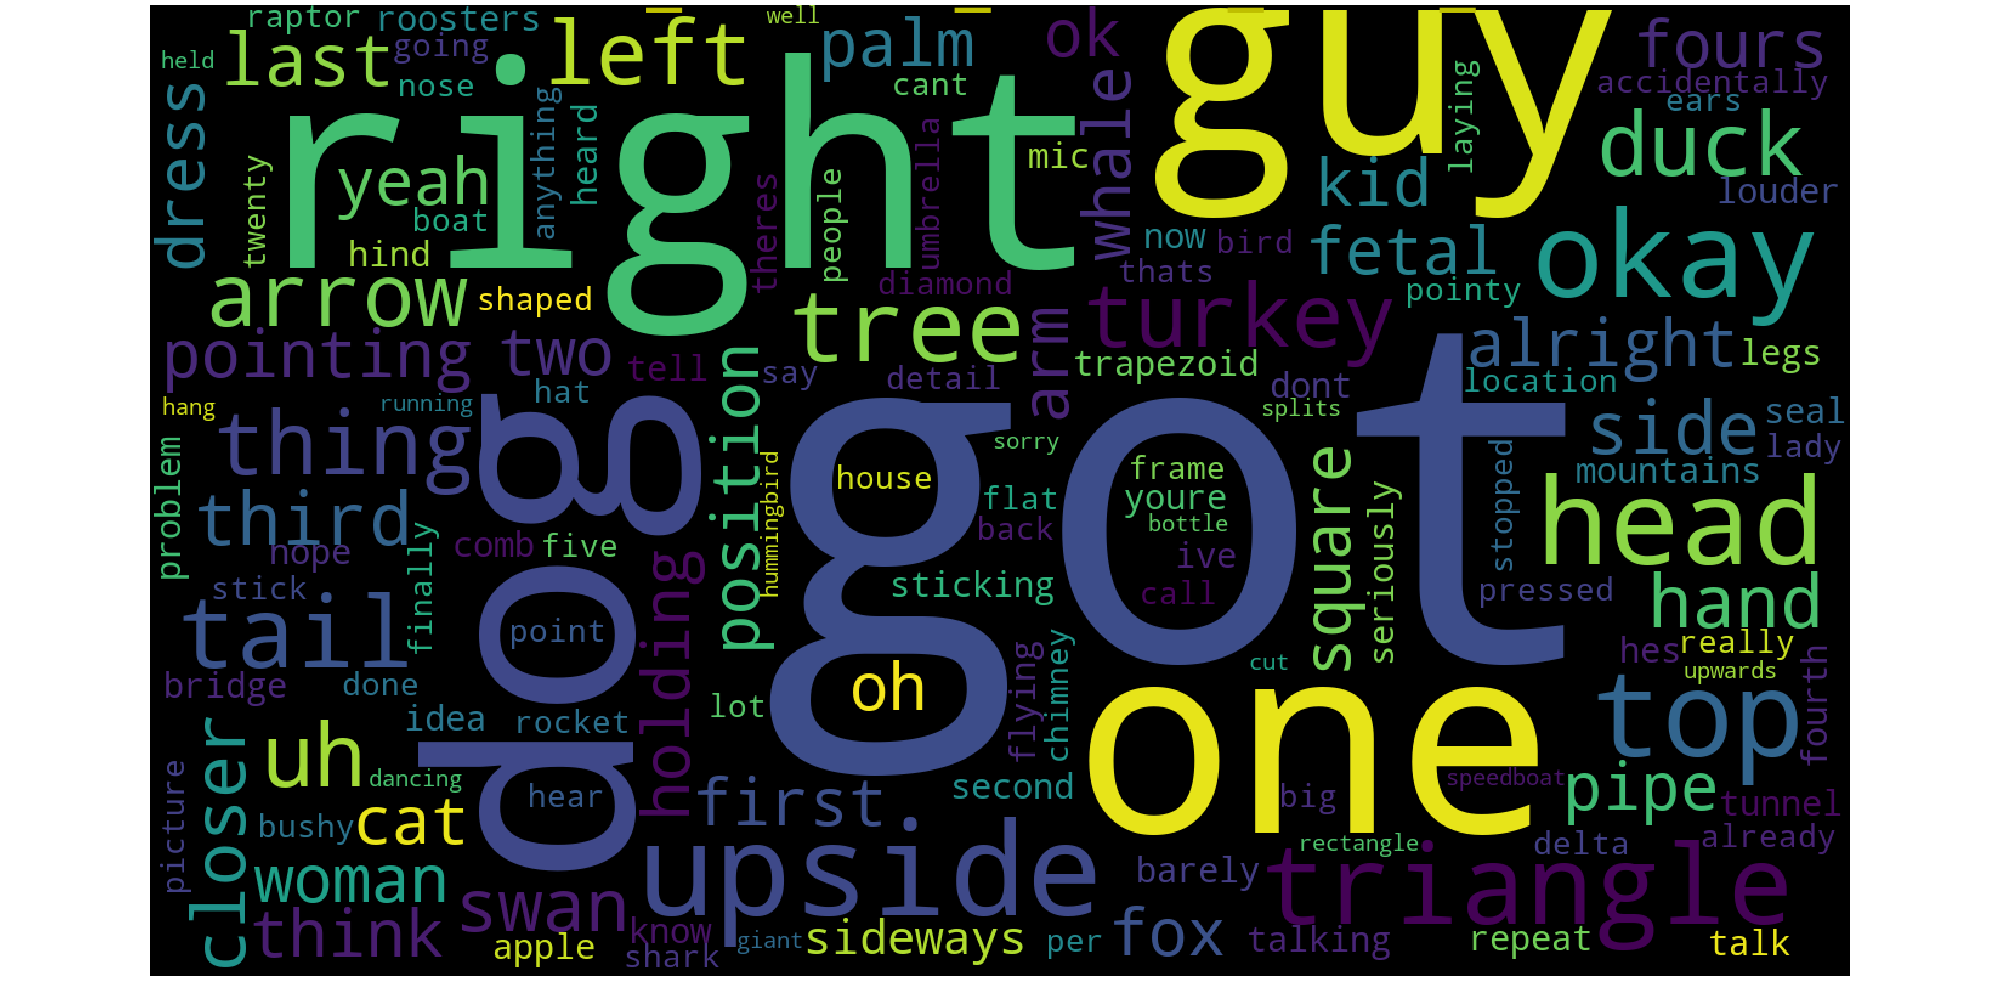 raptor
roosters
well
held
last
going
nose
left
palm
cant
ok
guy
fours
accidentally
ears
laying
dress
right
yeah
boat
hind
twenty
anything
heard
people
theres
umbrella
mic
whale
kid
duck
louder
now
bird
thats
fetal
okay
arrow
shaped
diamond
pointy
tree
turkey
arm
alright
legs
pointing
two
hat
tell
say
detail
trapezoid
dont
location
hang
running
position
splits
side
seal
lady
thing
dog
got
sorry
house
hummingbird
frame
youre
bottle
flat
back
ive
call
square
seriously
stopped
mountains
head
problem
third
nope
comb
five
finally
stick
holding
sticking
pressed
hand
tail
point
oh
one
cut
hes
really
upwards
fourth
bridge
done
lot
flying
chimney
top
idea
rocket
closer
uh
dancing
hear
first
second
big
speedboat
pipe
tunnel
picture
bushy
cat
upside
rectangle
delta
already
woman
barely
triangle
swan
think
apple
know
shark
giant
sideways
per
fox
talking
repeat
talk